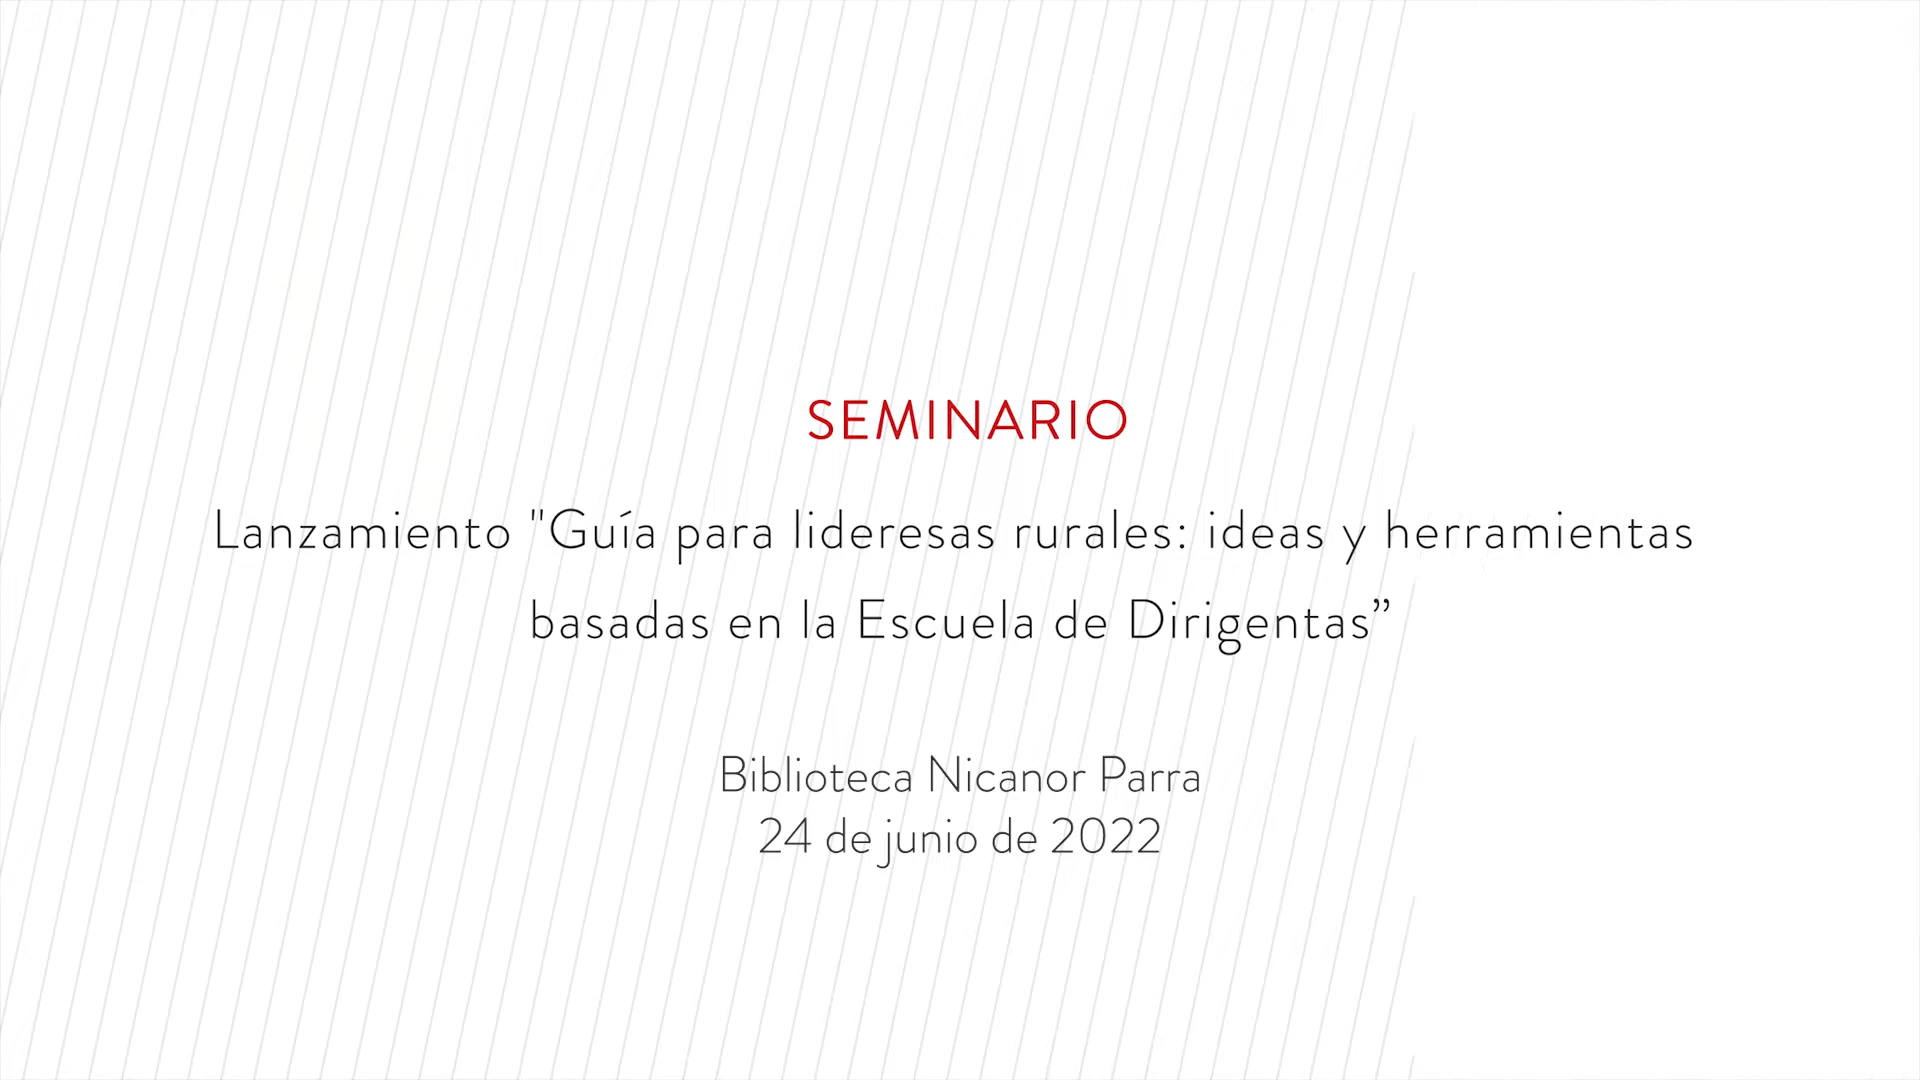 SEMINARIO
Lanzamiento "Guía para lideresas rurales: ideas y herramientas
basadas en la Escuela de Dirigentas”
Biblioteca Nicanor Parra
24 de junio de 2022